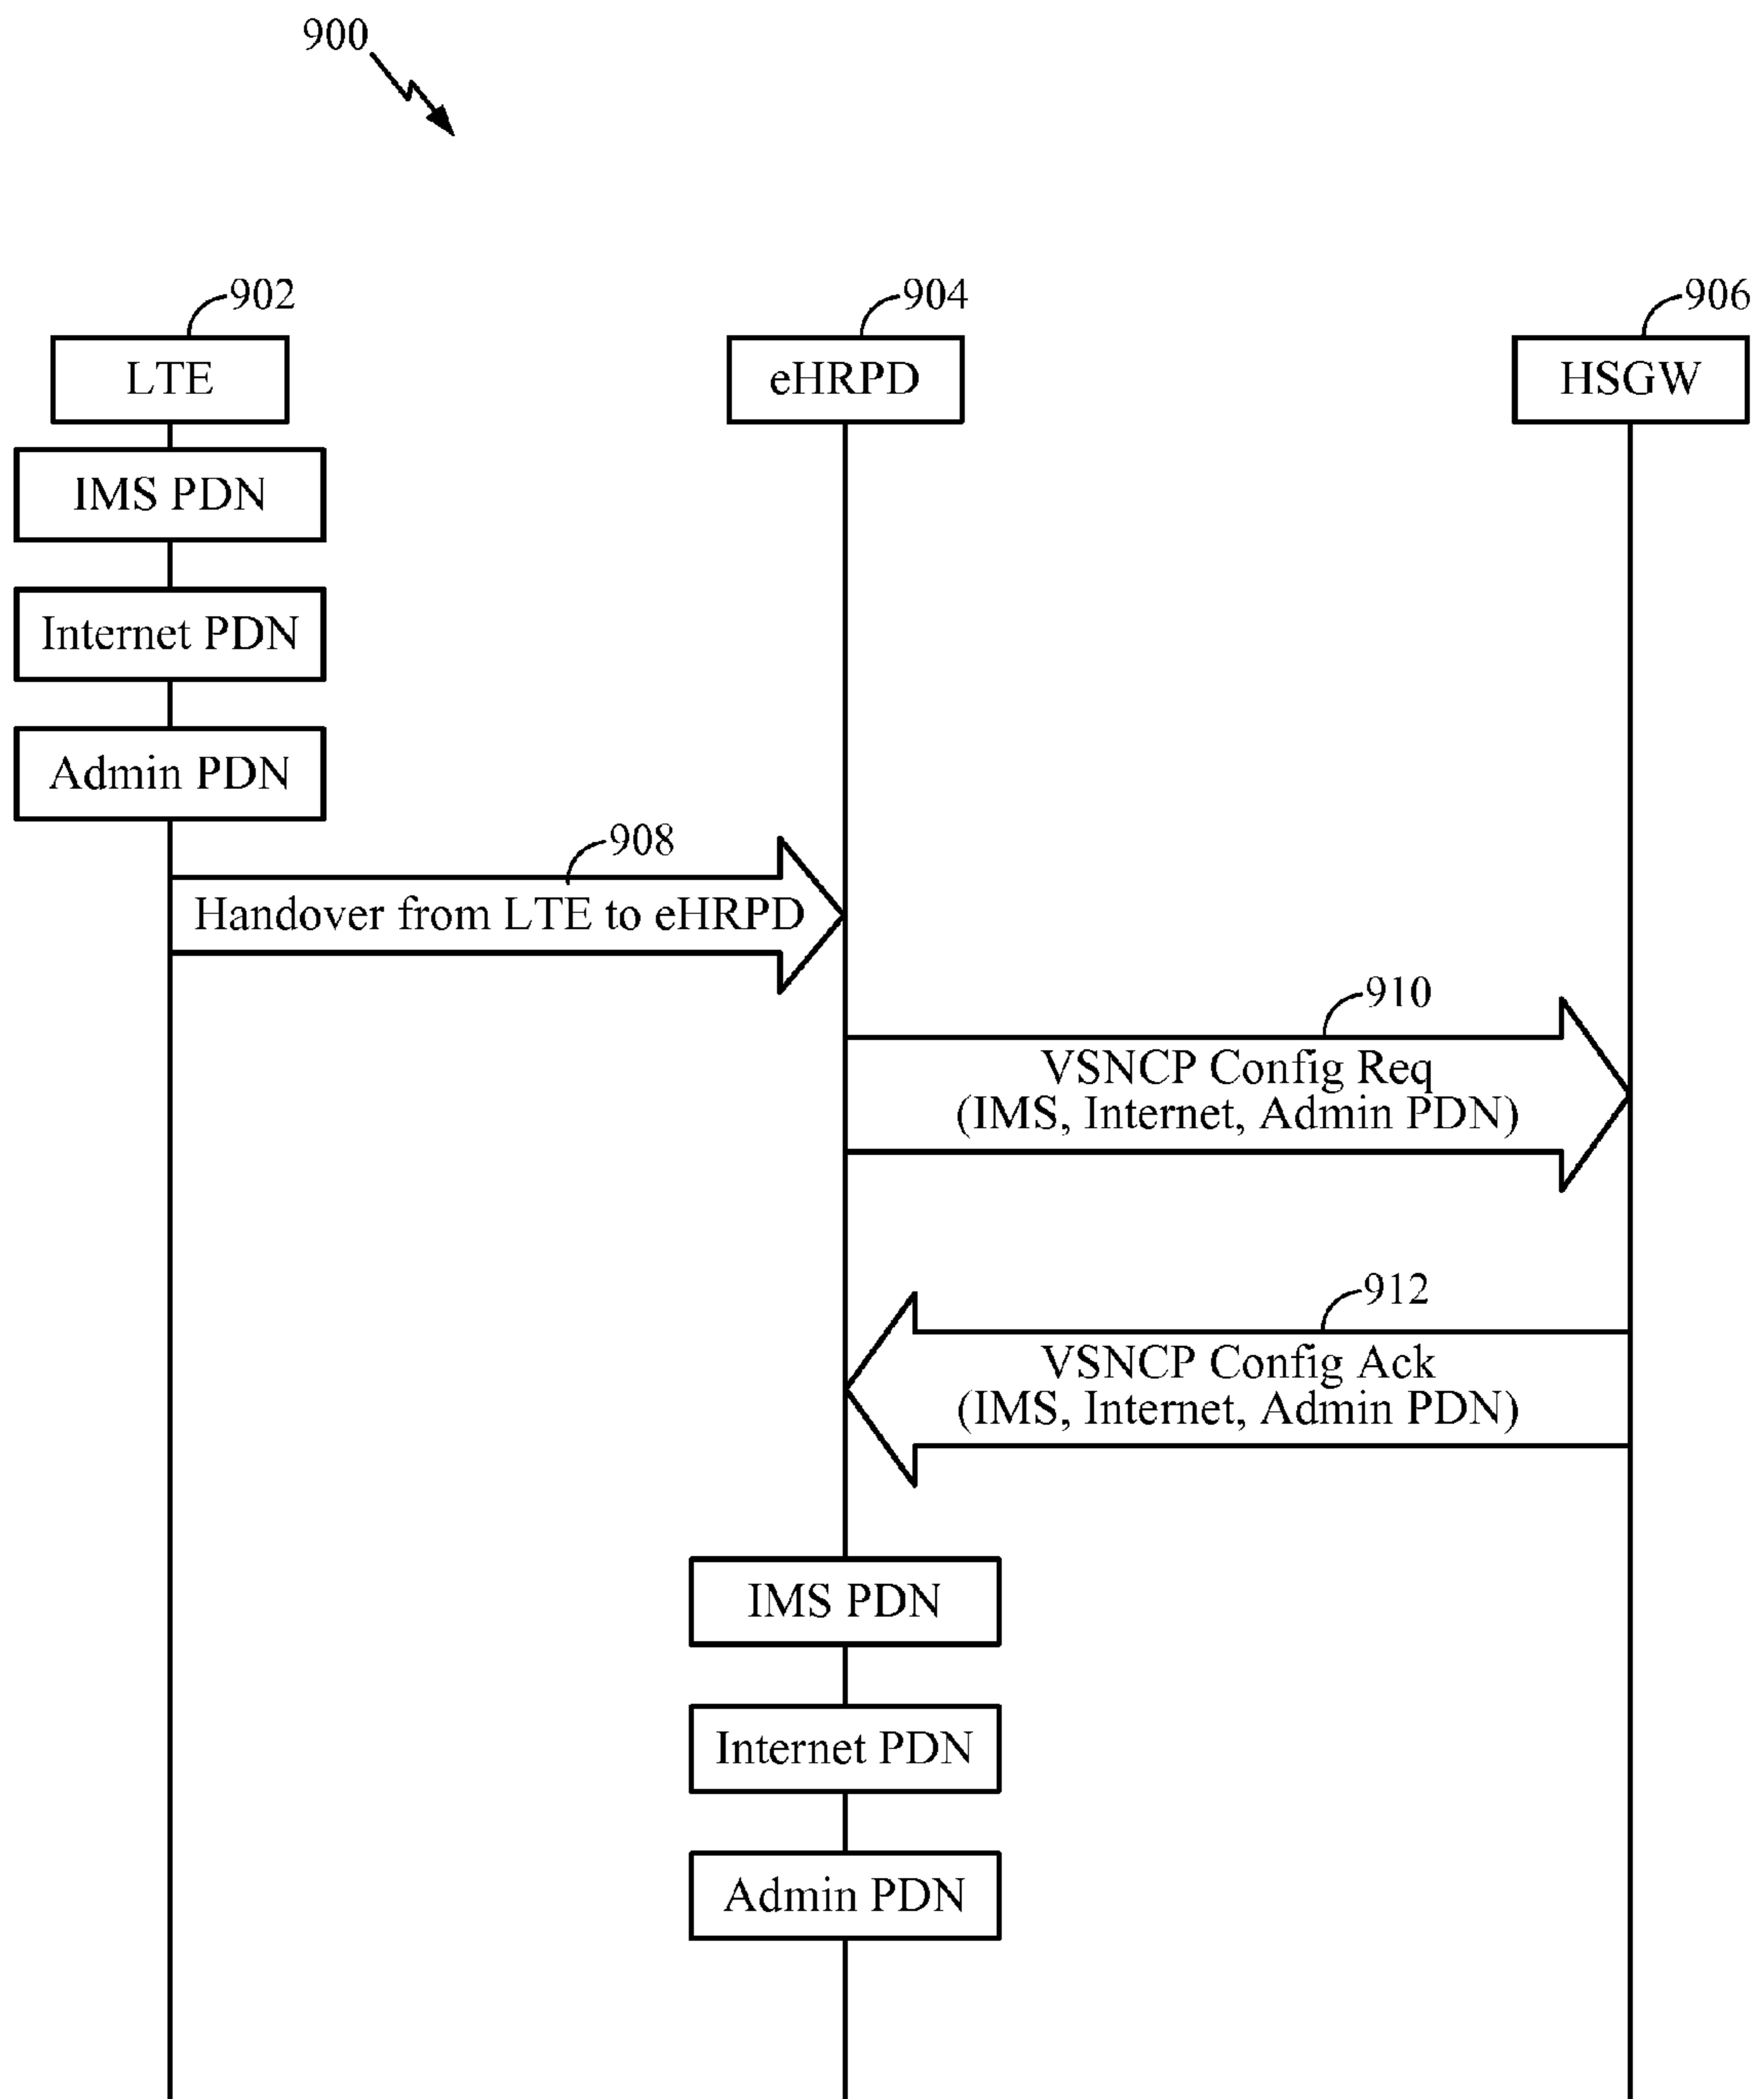 900
902
904
906
LTE
eHRPD
HSGW
IMS PDN
Internet PDN
Admin PDN
908
Handover from LTE to eHRPD
910
VSNCP Config Req
(IMS, Internet, Admin PDN)
912
VSNCP Config Ack
(IMS, Internet, Admin PDN)
IMS PDN
Internet PDN
Admin PDN